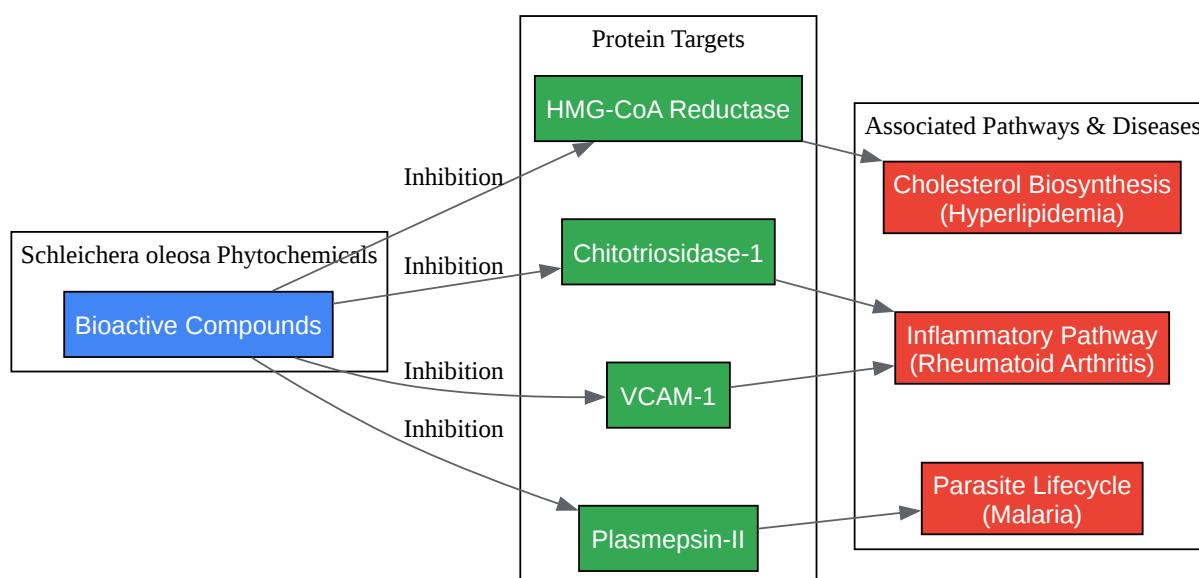 Schleichera oleosa Phytochemicals
Bioactive Compounds
Inhibition
Inhibition
Inhibition
Inhibition
Protein Targets
HMG-CoA Reductase
Chitotriosidase-1
VCAM-1
Plasmepsin-II
Associated Pathways & Diseases
Cholesterol Biosynthesis
(Hyperlipidemia)
Inflammatory Pathway
(Rheumatoid Arthritis)
Parasite Lifecycle
(Malaria)